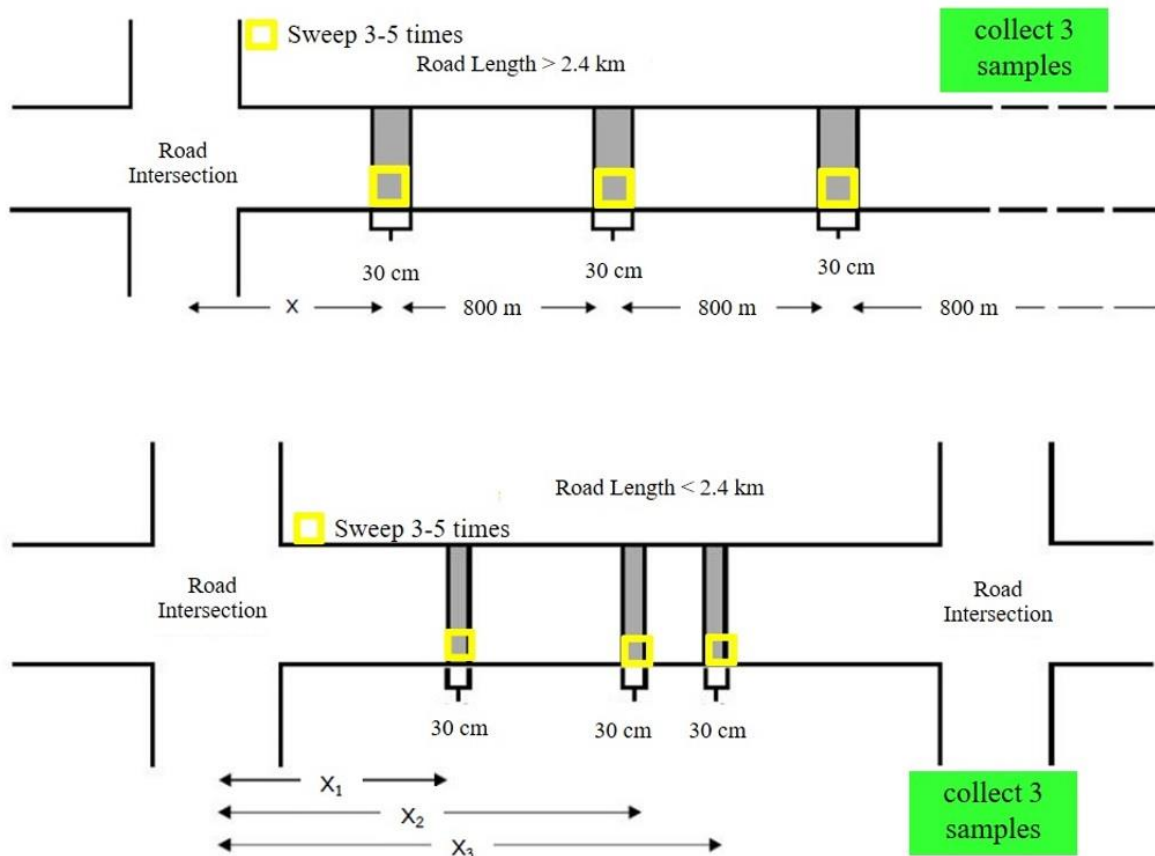 Sweep 3-5 times
collect 3
samples
Road Length > 2.4 km
Road
Intersection
30 cm
30 cm
30 cm
X
800 m
800 m
800 m
Road Length < 2.4 km
Sweep 3-5 times
Road
Intersection
Road
Intersection
30 cm
30 cm
30 cm
X₁
X₂
X₃
collect 3
samples